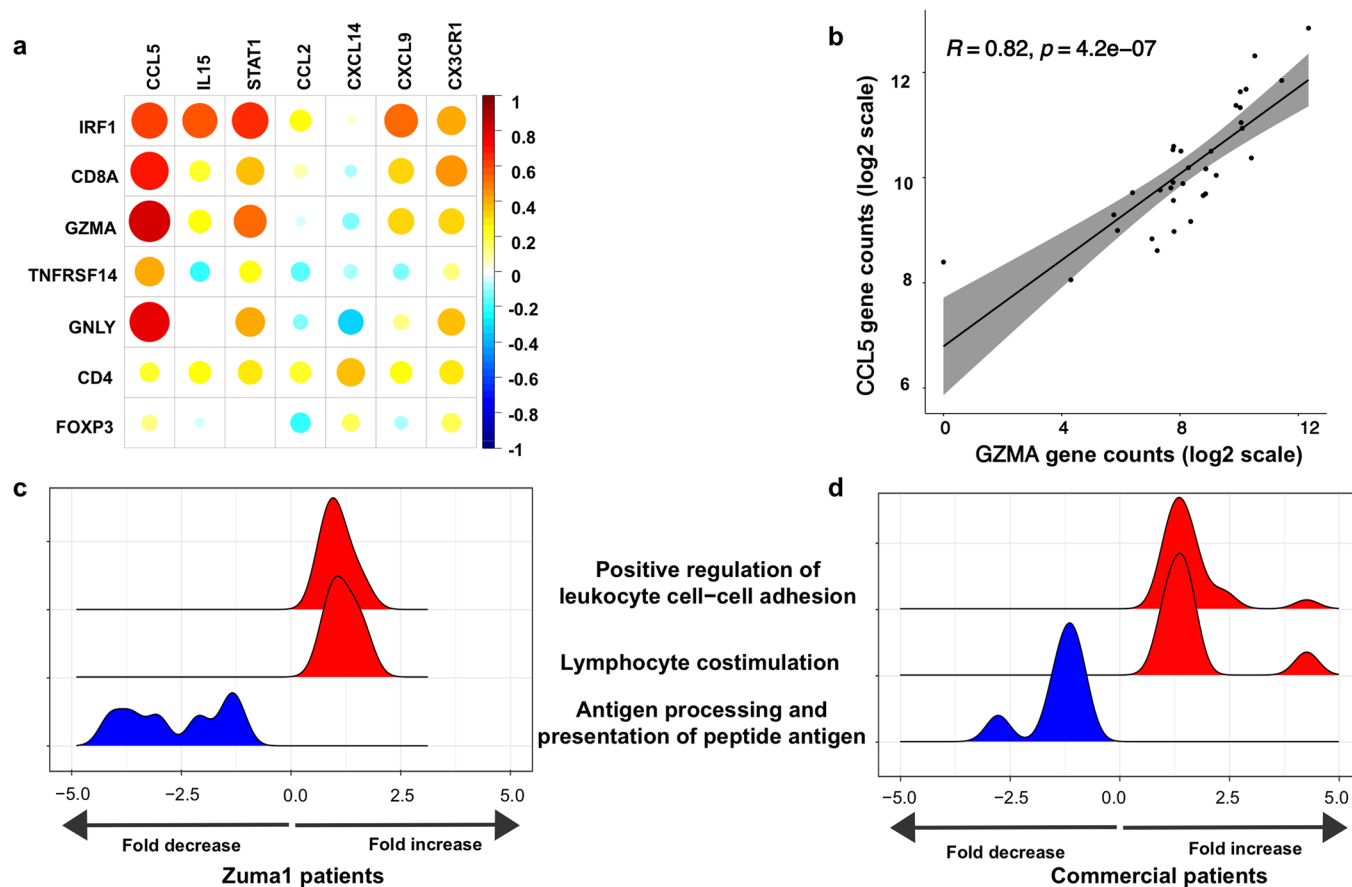 a
CCL5
IL15
STAT1
CCL2
CXCL14
CXCL9
CX3CR1
IRF1
CD8A
GZMA
TNFRSF14
GNLY
CD4
FOXP3
1
0.8
0.6
0.4
0.2
0
-0.2
-0.4
-0.6
-0.8
-1
b
R = 0.82, p = 4.2e−07
CCL5 gene counts (log2 scale)
12
10
8
6
0
4
8
12
GZMA gene counts (log2 scale)
c
−5.0
−2.5
0.0
2.5
5.0
Fold decrease
Fold increase
Zuma1 patients
Positive regulation of
leukocyte cell−cell adhesion
Lymphocyte costimulation
Antigen processing and
presentation of peptide antigen
d
−5.0
−2.5
0.0
2.5
5.0
Fold decrease
Fold increase
Commercial patients